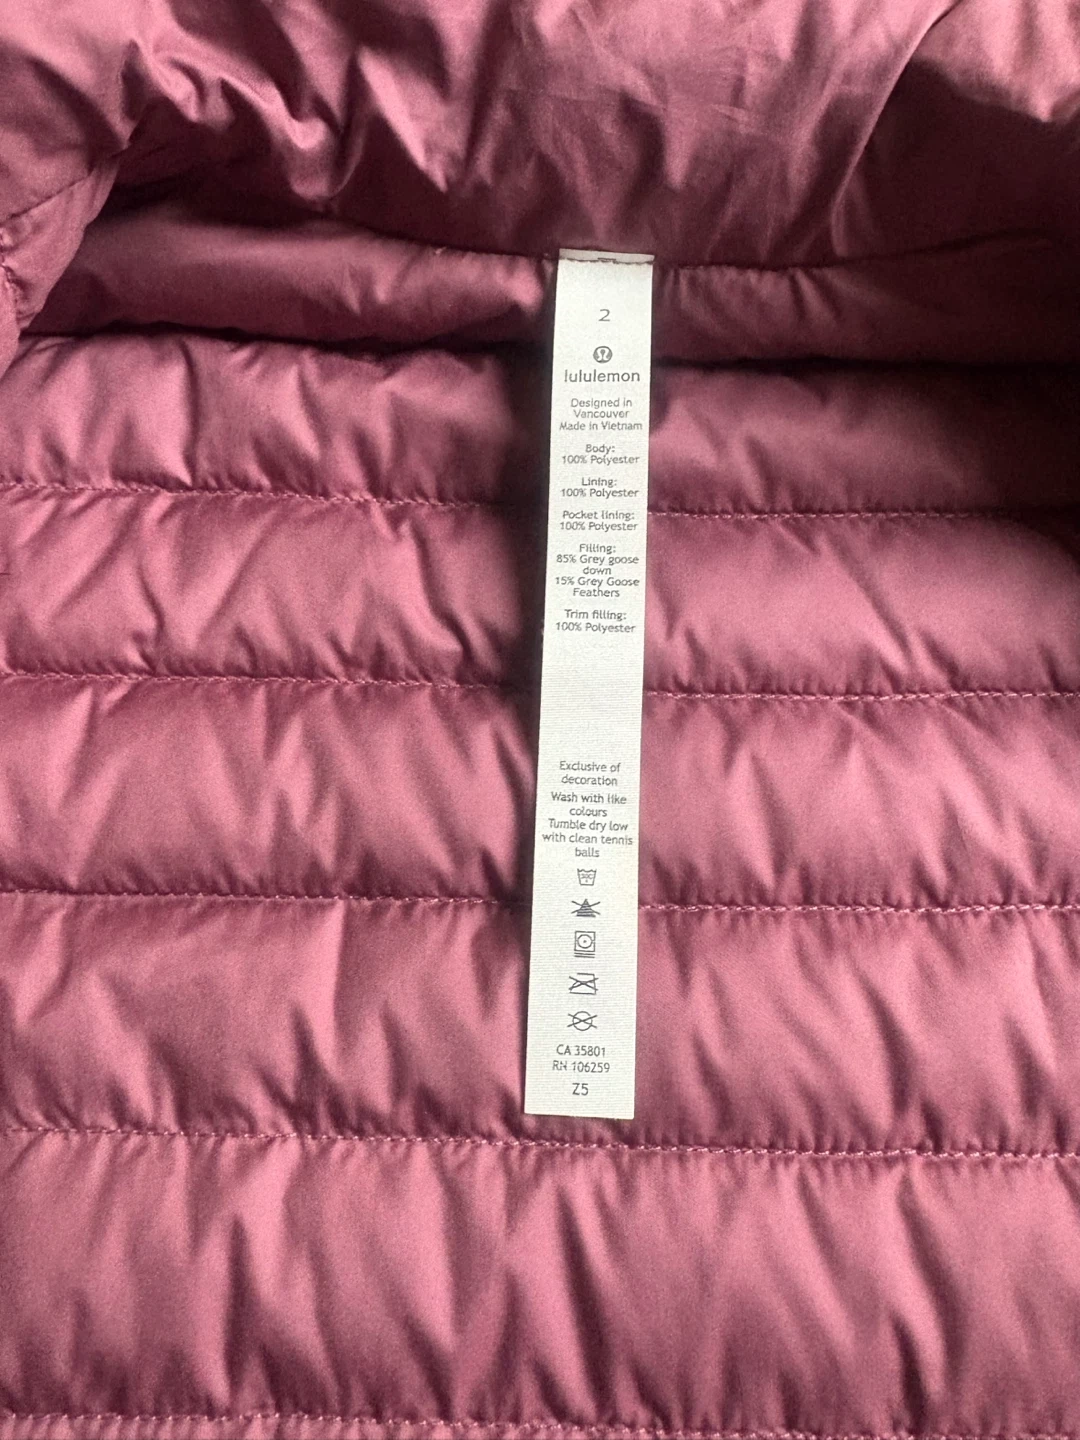 2
lululemon
Designed in
Vancouver
Made in Vietnam
Body:
100% Polyester
Lining:
100% Polyester
Pocket lining:
100% Polyester
Filling:
85% Grey goose
down
15% Grey Goose
Feathers
Trim filling:
100% Polyester
Exclusive of
decoration
Wash with like
colours
Tumble dry low
with clean tennis
balls
30C
CA 35801
RN 106259
Z5